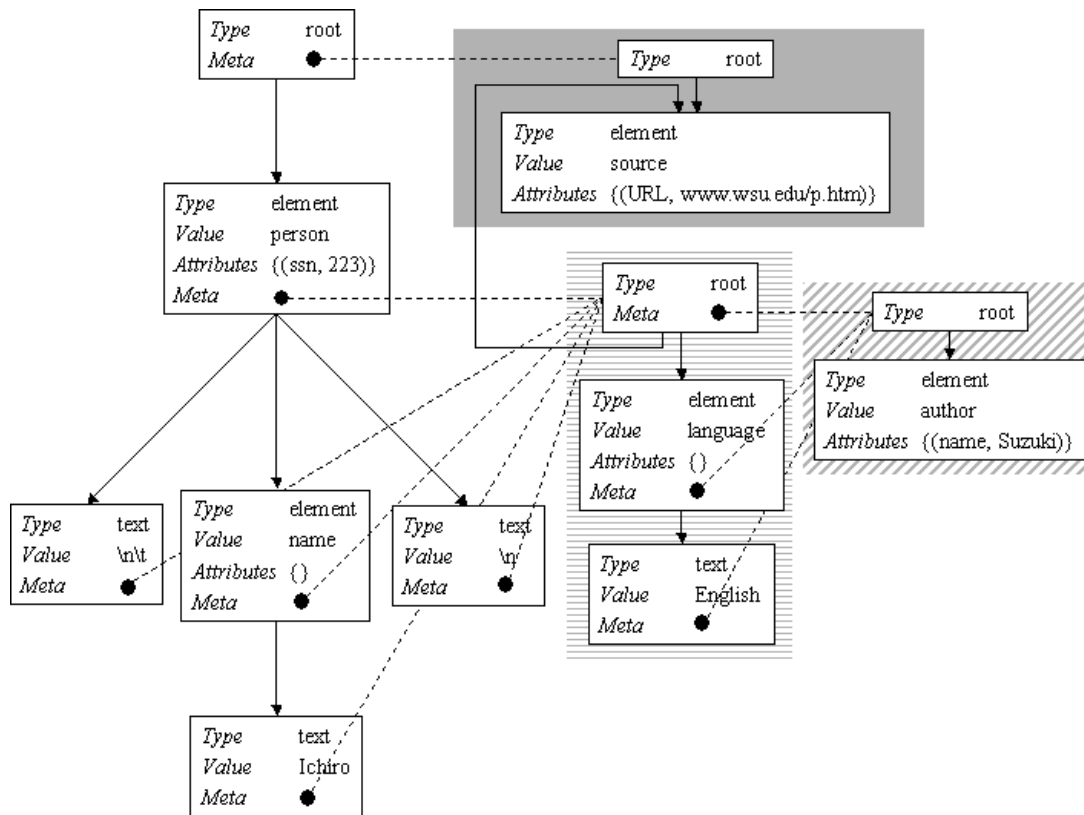 Type root
Meta
Type root
Type element
Value source
Attributes {(URL, www.wsu.edu/p.htm)}
Type element
Value person
Attributes {(ssn, 223)}
Meta
Type root
Meta
Type root
Type element
Value author
Attributes {(name, Suzuki)}
Type element
Value language
Attributes {}
Meta
Type text
Value \n\t
Meta
Type element
Value name
Attributes {}
Meta
Type text
Value \n
Meta
Type text
Value English
Meta
Type text
Value Ichiro
Meta